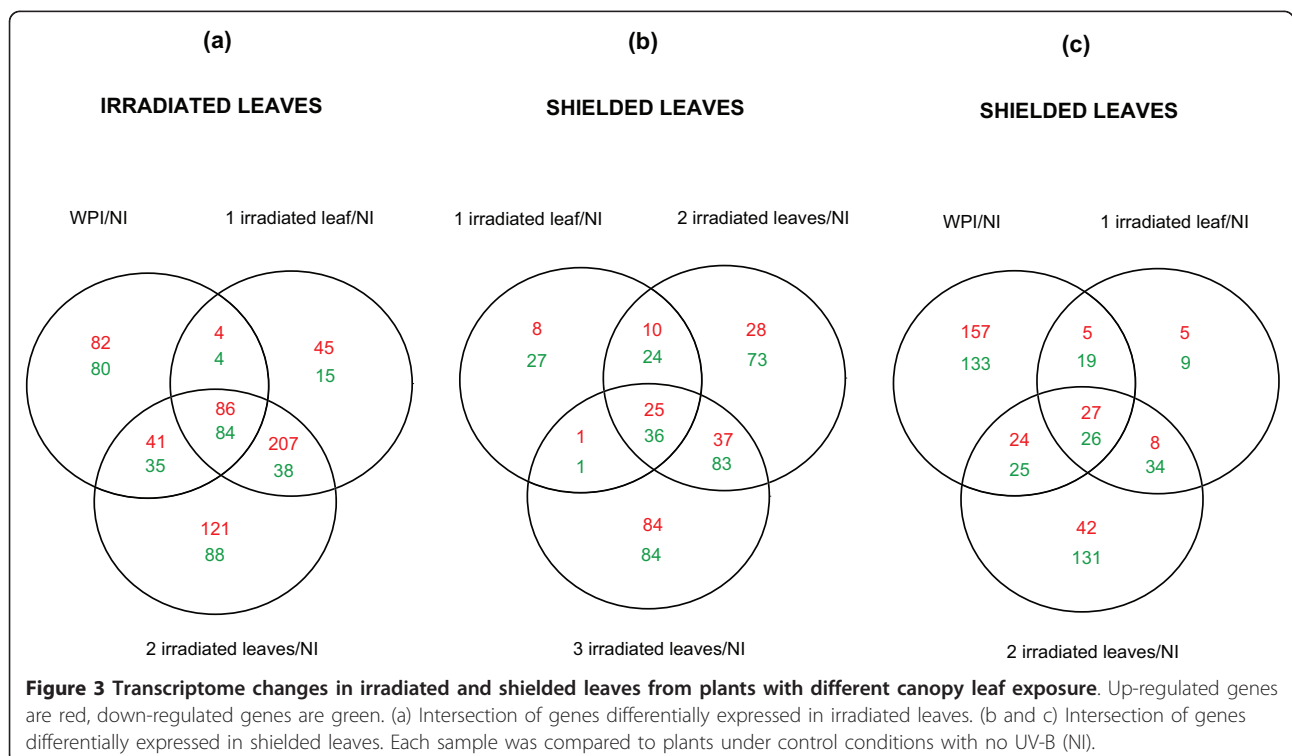 (a)
IRRADIATED LEAVES
WPI/NI
1 irradiated leaf/NI
82
80
4
4
45
15
86
84
41
35
207
38
121
88
2 irradiated leaves/NI
(b)
SHIELDED LEAVES
1 irradiated leaf/NI
2 irradiated leaves/NI
8
27
10
24
28
73
25
36
1
1
37
83
84
84
3 irradiated leaves/NI
(c)
SHIELDED LEAVES
WPI/NI
1 irradiated leaf/NI
157
133
5
19
5
9
27
26
24
25
8
34
42
131
2 irradiated leaves/NI
Figure 3 Transcriptome changes in irradiated and shielded leaves from plants with different canopy leaf exposure. Up-regulated genes
are red, down-regulated genes are green. (a) Intersection of genes differentially expressed in irradiated leaves. (b and c) Intersection of genes
differentially expressed in shielded leaves. Each sample was compared to plants under control conditions with no UV-B (NI).